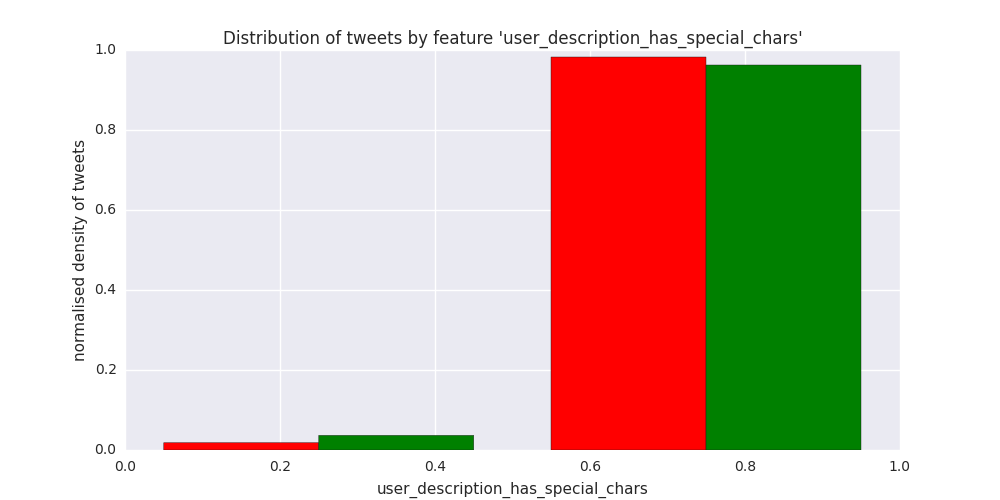 Distribution of tweets by feature 'user_description_has_special_chars'
1.0
0.8
0.6
0.4
0.2
0.0
normalised density of tweets
0.0 0.2 0.4 0.6 0.8 1.0
user_description_has_special_chars